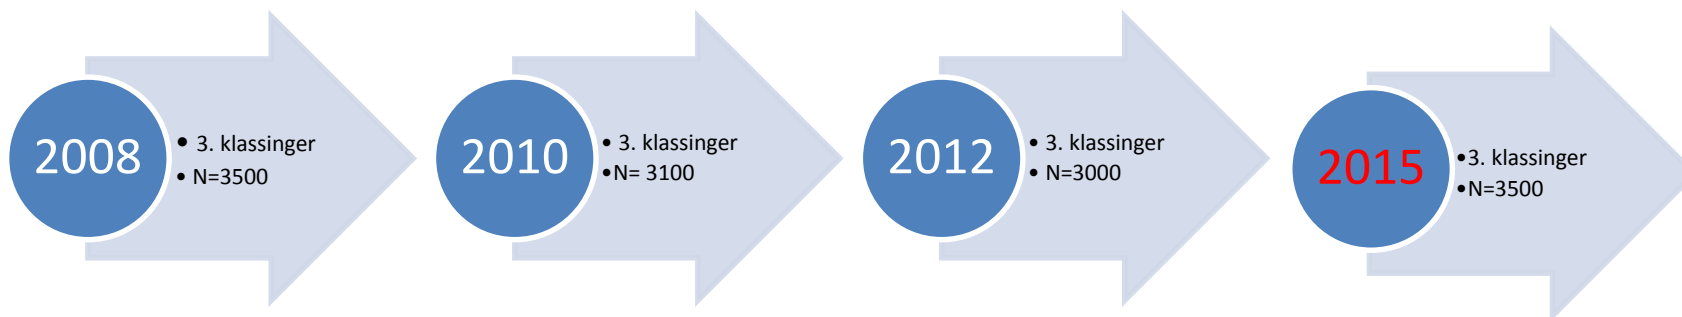 2008
• 3. klassinger
• N=3500
2010
• 3. klassinger
•N= 3100
2012
• 3. klassinger
• N=3000
2015
•3. klassinger
•N=3500